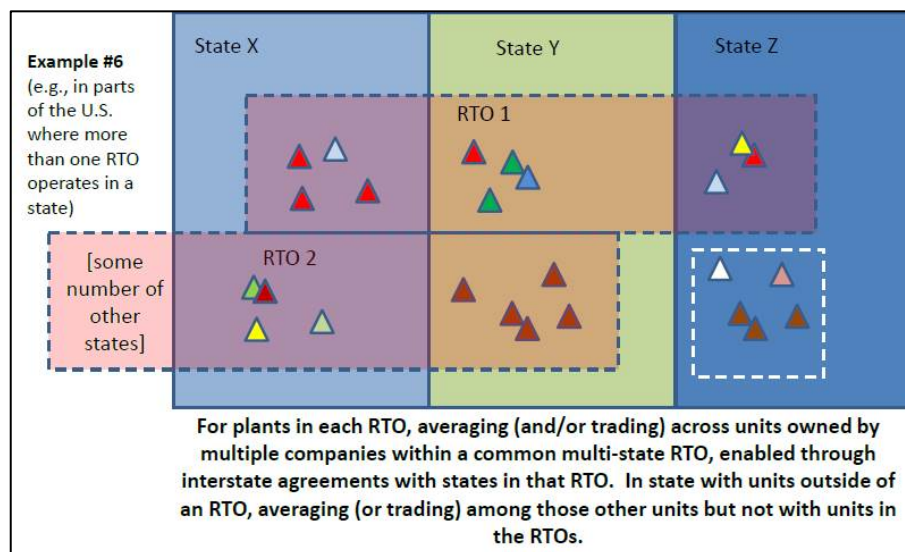 State X
State Y
State Z
Example #6
(e.g., in parts
of the U.S.
where more
than one RTO
operates in a
state)
RTO 1
RTO 2
[some
number of
other
states]
For plants in each RTO, averaging (and/or trading) across units owned by
multiple companies within a common multi-state RTO, enabled through
interstate agreements with states in that RTO.  In state with units outside of
an RTO, averaging (or trading) among those other units but not with units in
the RTOs.